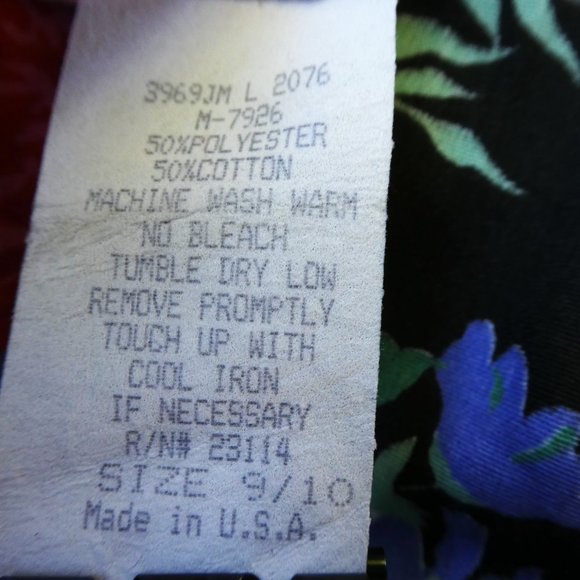 3969JM L 2076
M-7926
50%POLYESTER
50%COTTON
MACHINE WASH WARM
NO BLEACH
TUMBLE DRY LOW
REMOVE PROMPTLY
TOUCH UP WITH
COOL IRON
IF NECESSARY
R/N# 23114
SIZE 9/10
Made in U.S.A.